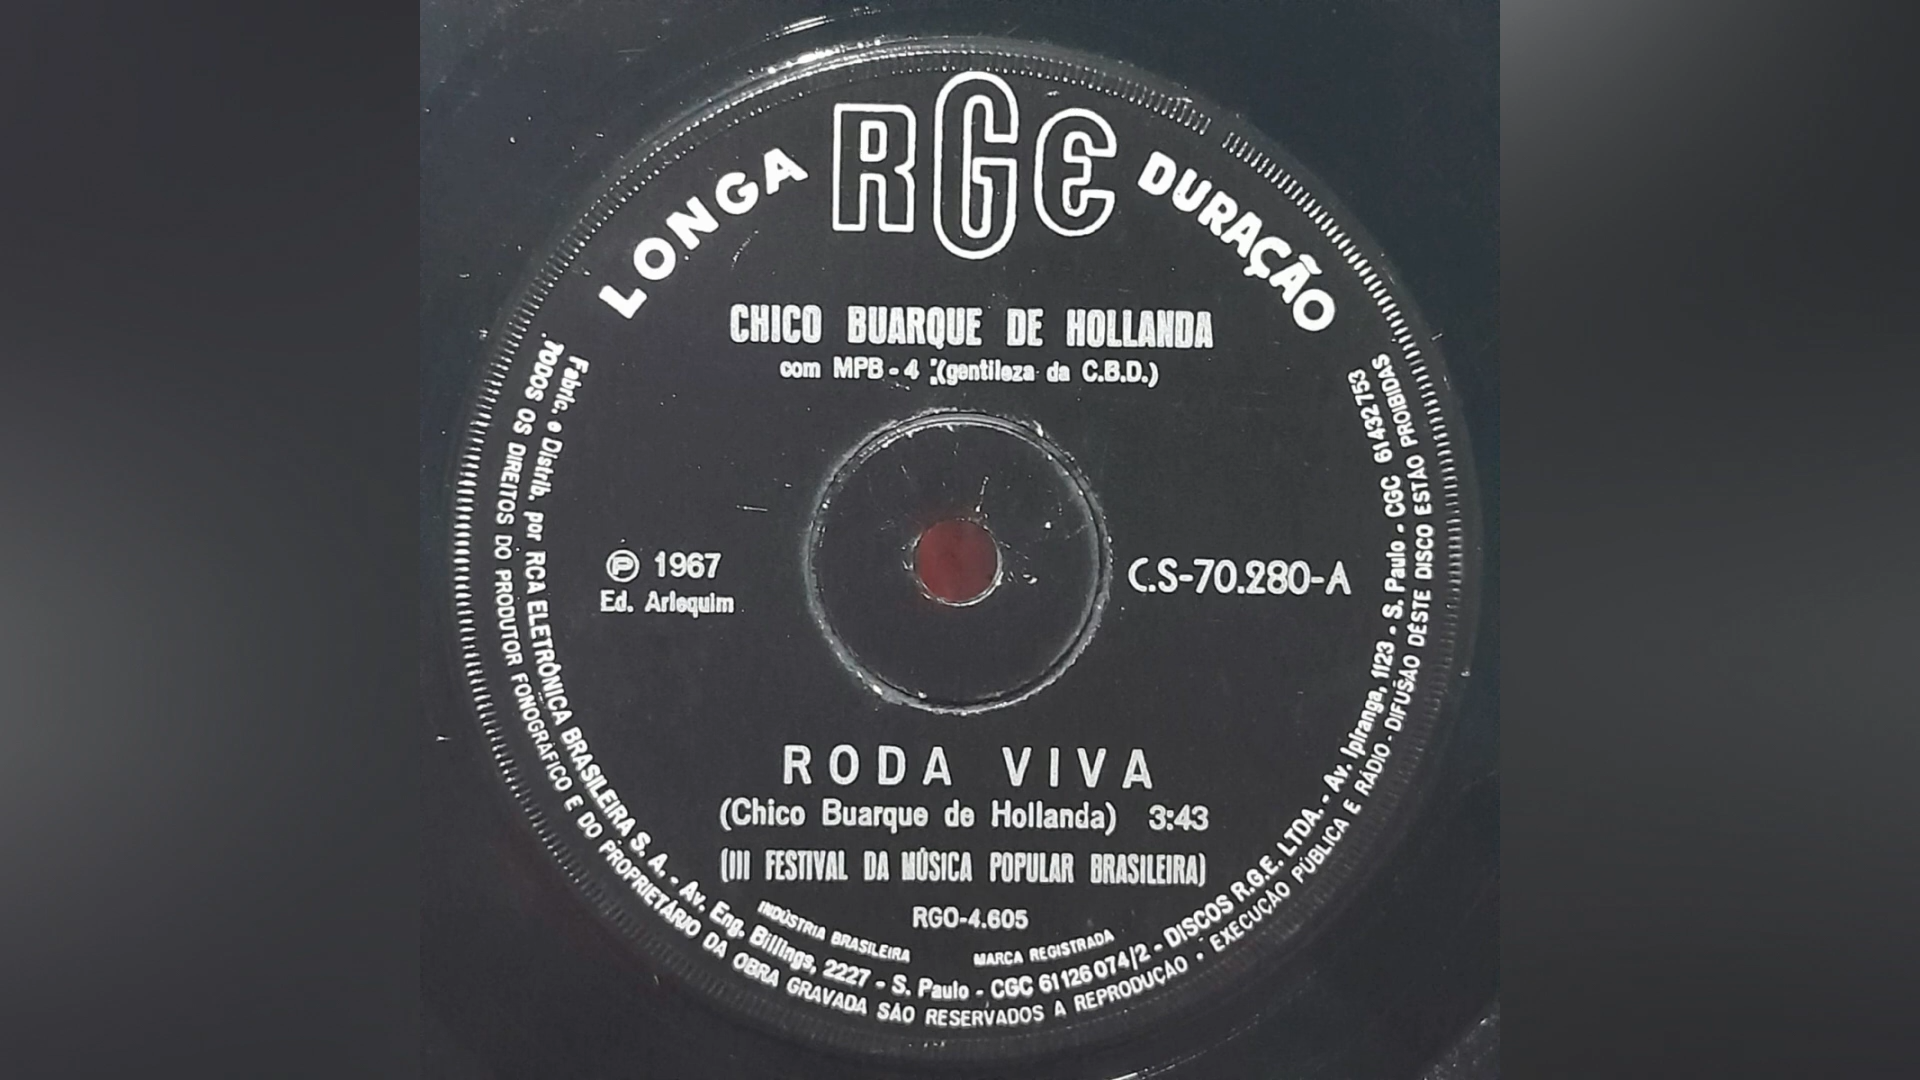 LONGA RGE DURAÇÃO
CHICO BUARQUE DE HOLLANDA
com MPB-4 (gentileza da C.B.D.)
℗ 1967
Ed. Arlequim
C.S-70.280-A
RODA VIVA
(Chico Buarque de Hollanda) 3:43
(III FESTIVAL DA MÚSICA POPULAR BRASILEIRA)
RGO-4.605
INDÚSTRIA BRASILEIRA MARCA REGISTRADA
Fabric. e Distrib. por RCA ELETRÔNICA BRASILEIRA S. A. - Av. Eng. Billings, 2227 - S. Paulo - CGC 61126074/2 - DISCOS R.G.E. LTDA. - Av. Ipiranga, 1123 - S. Paulo - CGC 61432753
TODOS OS DIREITOS DO PRODUTOR FONOGRÁFICO E DO PROPRIETÁRIO DA OBRA GRAVADA SÃO RESERVADOS A REPRODUÇÃO • EXECUÇÃO PÚBLICA E RÁDIO - DIFUSÃO DÊSTE DISCO ESTÃO PROIBIDAS